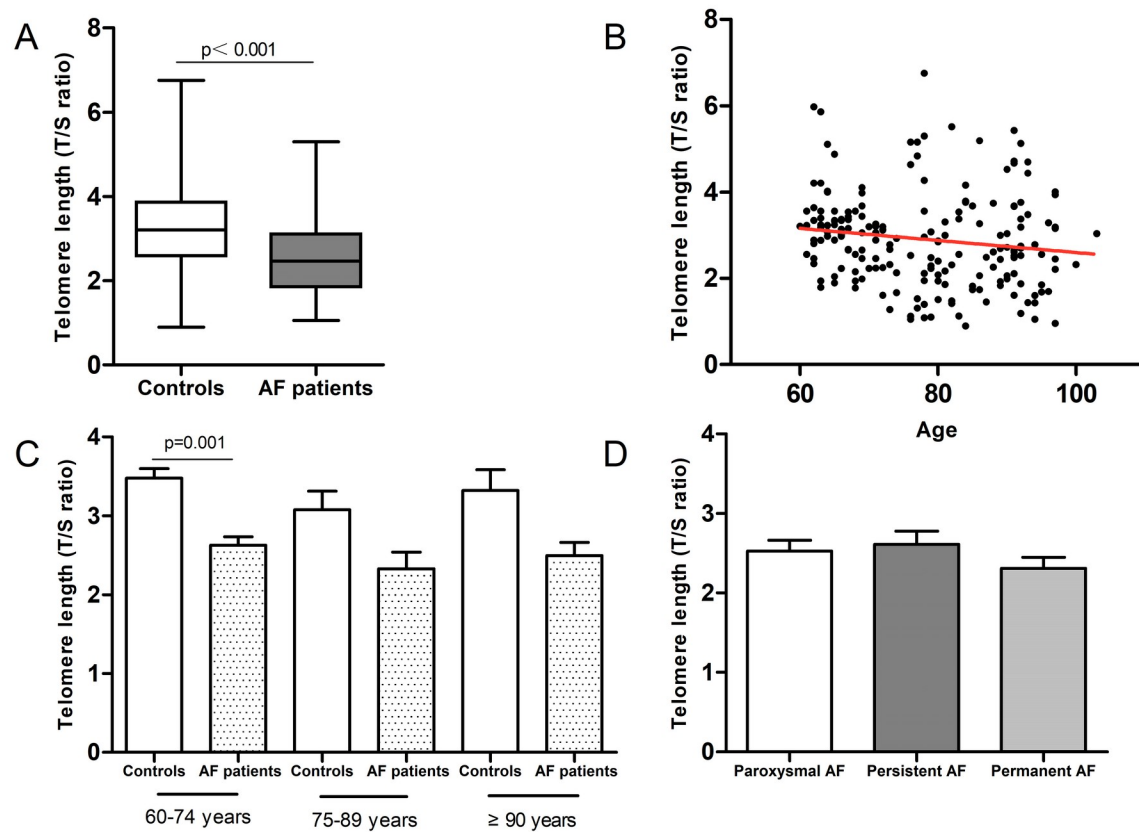 A
Telomere length (T/S ratio)
8
6
4
2
0
p< 0.001
Controls AF patients
B
Telomere length (T/S ratio)
8
6
4
2
0
60 80 100
Age
C
Telomere length (T/S ratio)
4
3
2
1
0
p=0.001
Controls AF patients Controls AF patients Controls AF patients
60-74 years 75-89 years ≥ 90 years
D
Telomere length (T/S ratio)
4
3
2
1
0
Paroxysmal AF Persistent AF Permanent AF